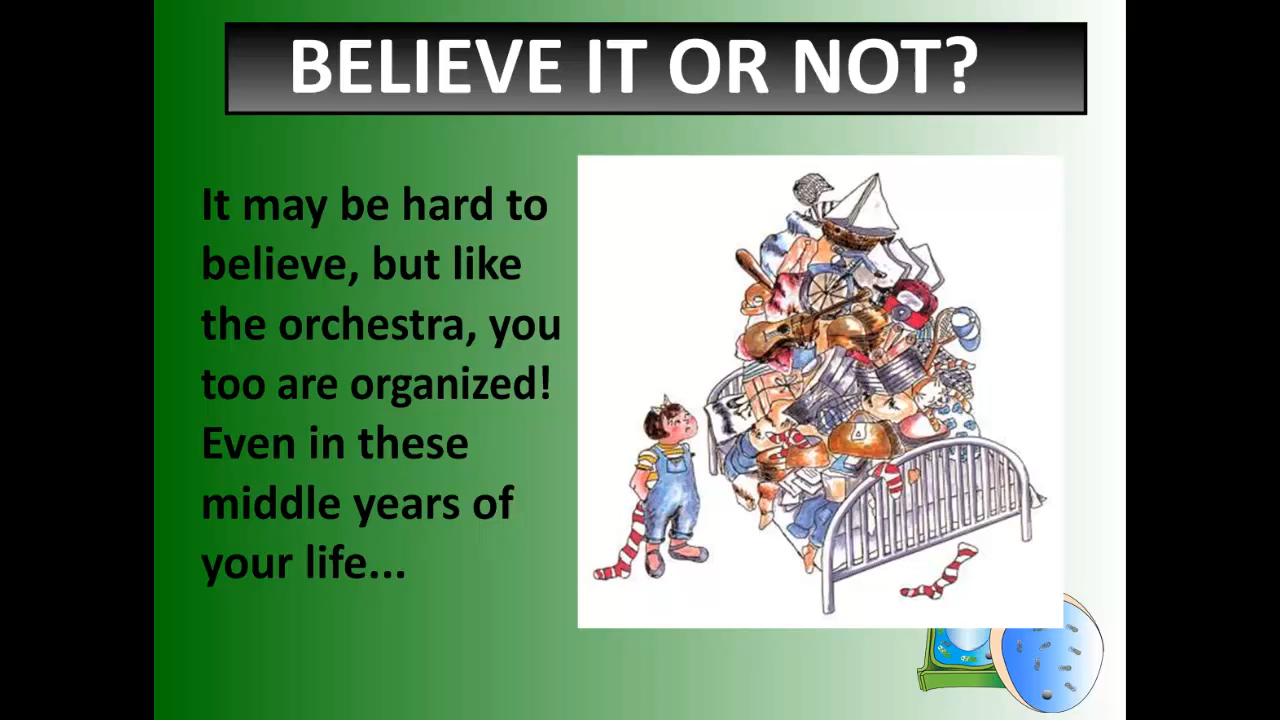 BELIEVE IT OR NOT?
It may be hard to
believe, but like
the orchestra, you
too are organized!
Even in these
middle years of
your life...